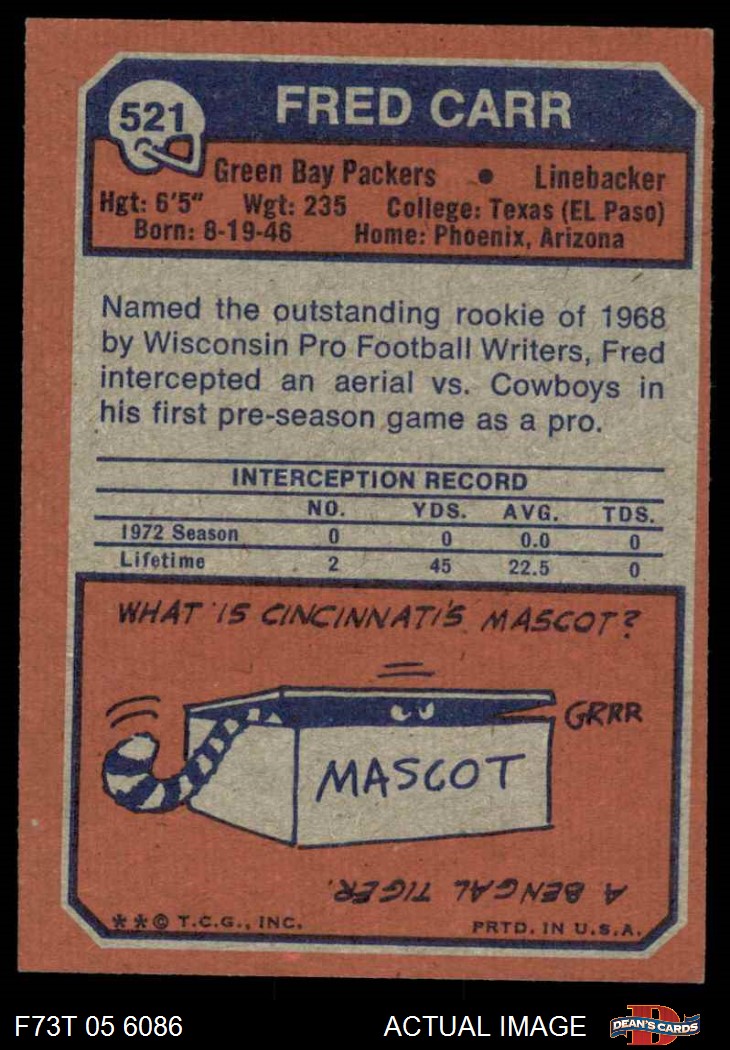 521
FRED CARR
Green Bay Packers • Linebacker
Hgt: 6'5" Wgt: 235 College: Texas (EL Paso)
Born: 8-19-46 Home: Phoenix, Arizona
Named the outstanding rookie of 1968
by Wisconsin Pro Football Writers, Fred
intercepted an aerial vs. Cowboys in
his first pre-season game as a pro.
INTERCEPTION RECORD
NO. YDS. AVG. TDS.
1972 Season 0 0 0.0 0
Lifetime 2 45 22.5 0
WHAT IS CINCINNATI'S MASCOT?
GRRR
MASCOT
A BENGAL TIGER.
**© T.C.G., INC. PRTD. IN U.S.A.
F73T 05 6086 ACTUAL IMAGE DEAN'S CARDS